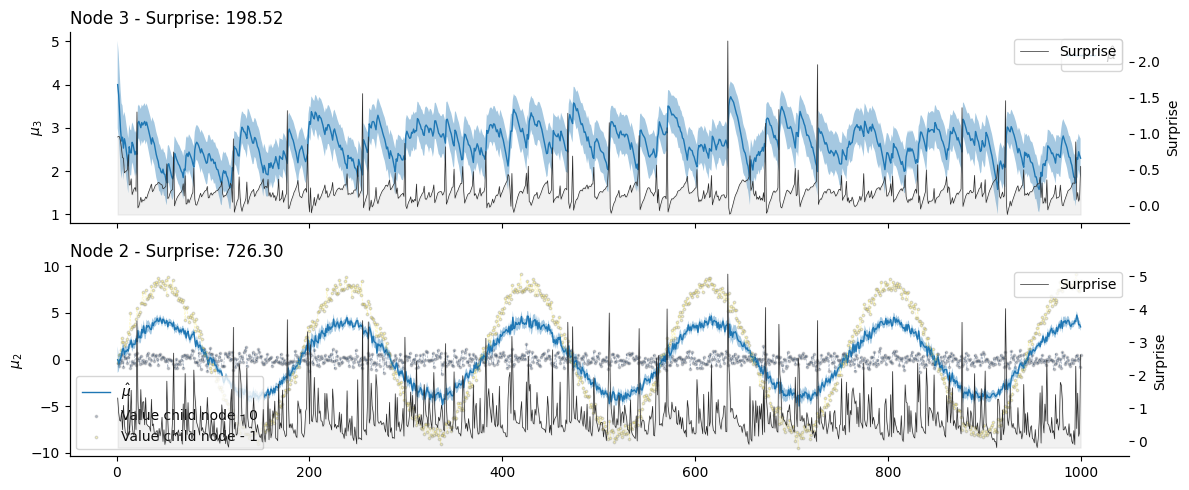 Node 3 - Surprise: 198.52
5
4
3
2
1
μ₃
Surprise
μ̂
2.0
1.5
1.0
0.5
0.0
Surprise
Node 2 - Surprise: 726.30
10
5
0
−5
−10
μ₂
μ̂
Value child node - 0
Value child node - 1
Surprise
5
4
3
2
1
0
Surprise
0
200
400
600
800
1000